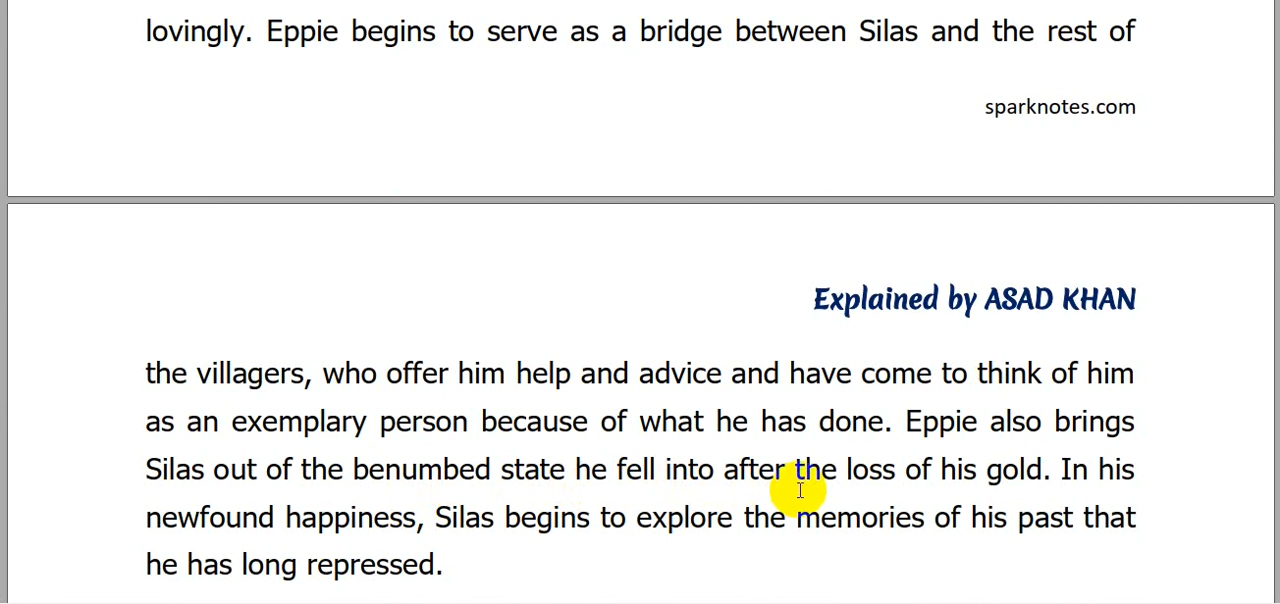 lovingly. Eppie begins to serve as a bridge between Silas and the rest of
sparknotes.com
Explained by ASAD KHAN
the villagers, who offer him help and advice and have come to think of him
as an exemplary person because of what he has done. Eppie also brings
Silas out of the benumbed state he fell into after the loss of his gold. In his
newfound happiness, Silas begins to explore the memories of his past that
he has long repressed.